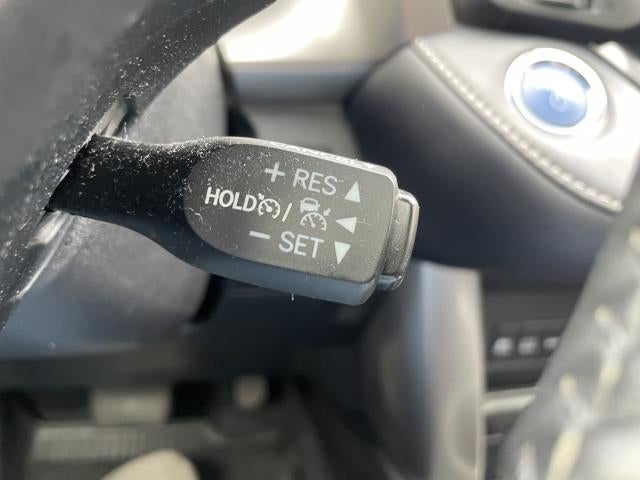 + RES ▲
HOLD / ◀
− SET ▼